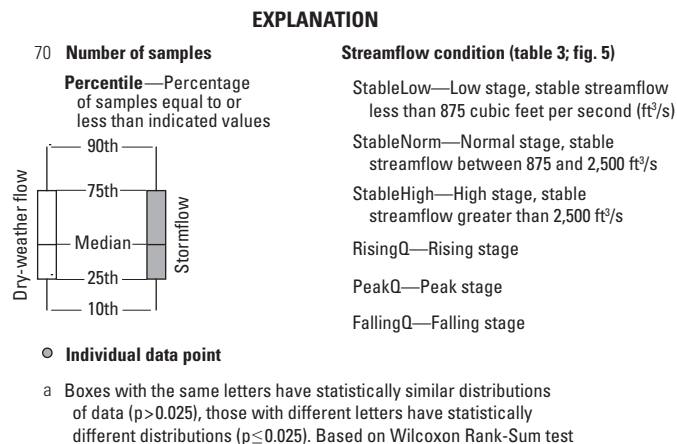 EXPLANATION
70 Number of samples
Percentile—Percentage
of samples equal to or
less than indicated values
90th
75th
Median
25th
10th
Dry-weather flow
Stormflow
Individual data point
Streamflow condition (table 3; fig. 5)
StableLow—Low stage, stable streamflow
less than 875 cubic feet per second (ft³/s)
StableNorm—Normal stage, stable
streamflow between 875 and 2,500 ft³/s
StableHigh—High stage, stable
streamflow greater than 2,500 ft³/s
RisingQ—Rising stage
PeakQ—Peak stage
FallingQ—Falling stage
a Boxes with the same letters have statistically similar distributions
of data (p>0.025), those with different letters have statistically
different distributions (p≤0.025). Based on Wilcoxon Rank-Sum test